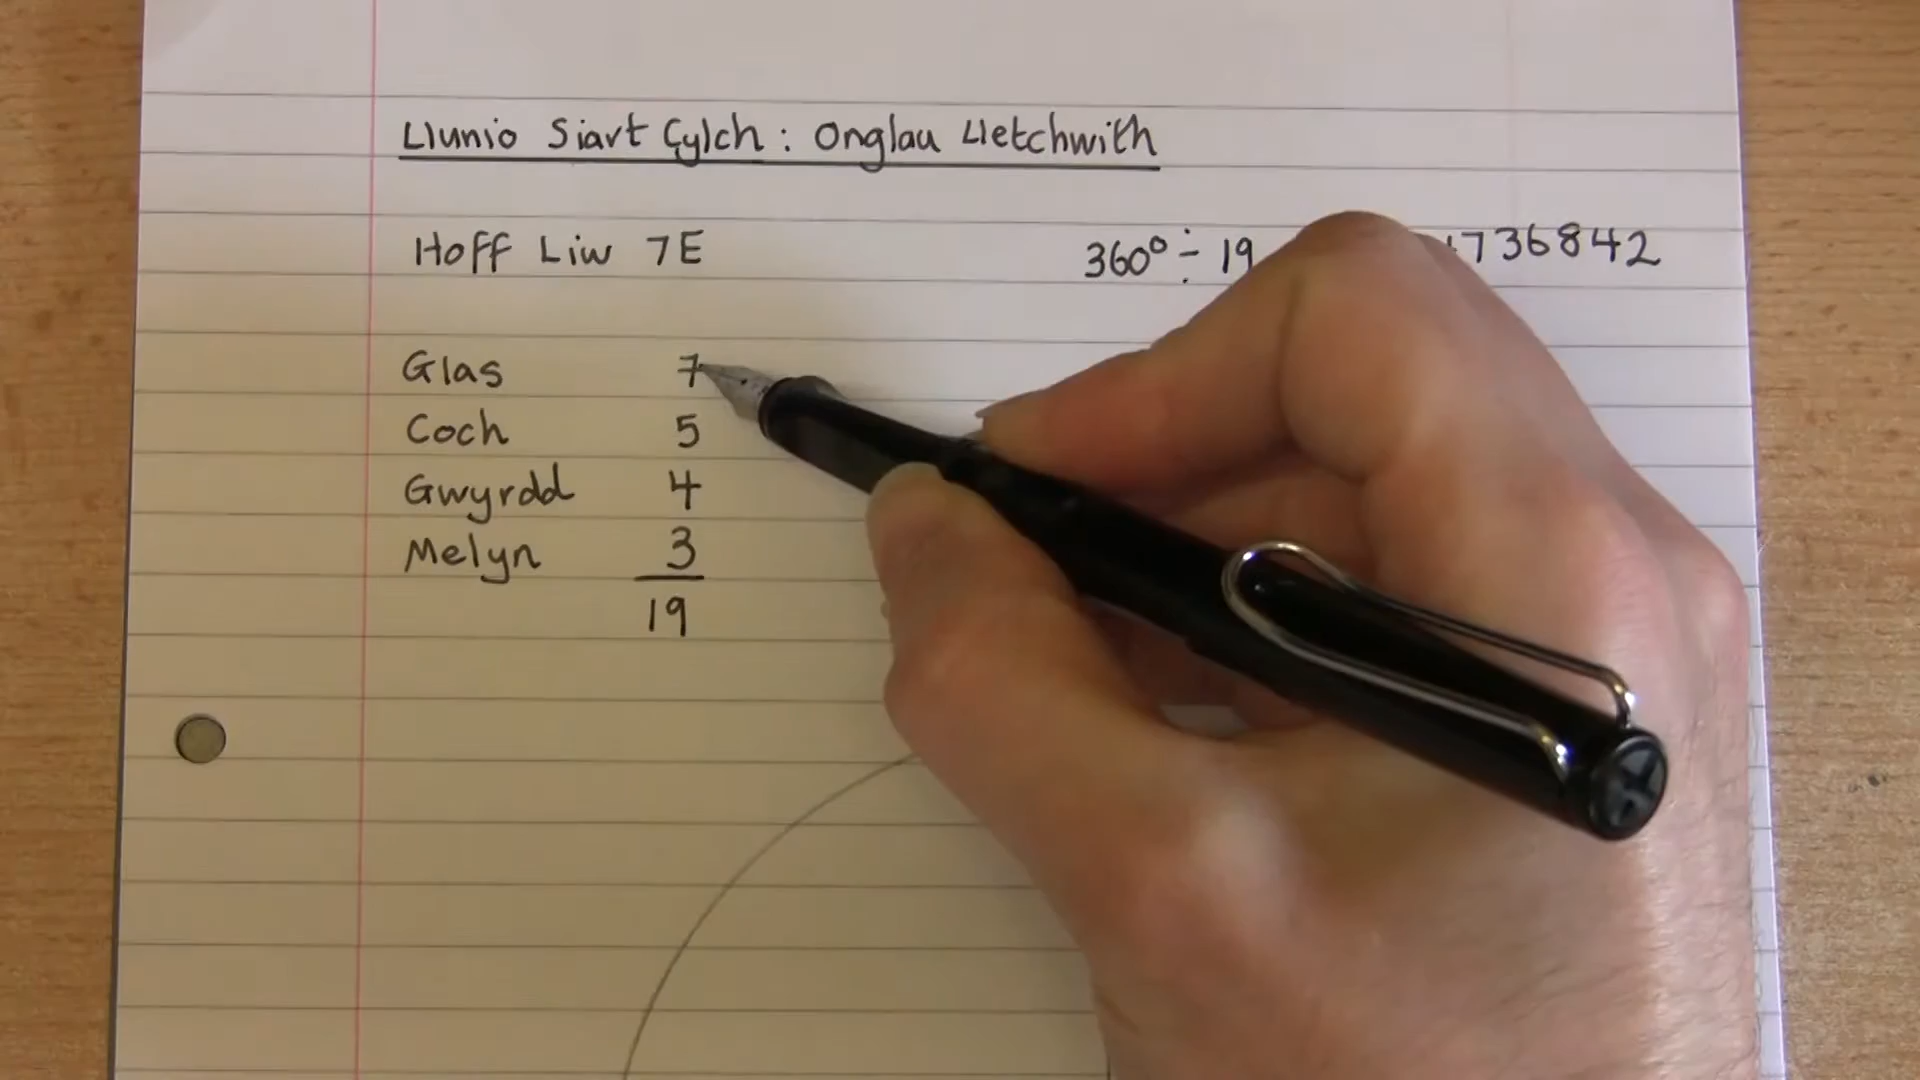 Llunio Siart Cylch: Onglau Lletchwith
Hoff Liw 7E
360° ÷ 19 736842
Glas 7
Coch 5
Gwyrdd 4
Melyn 3
19